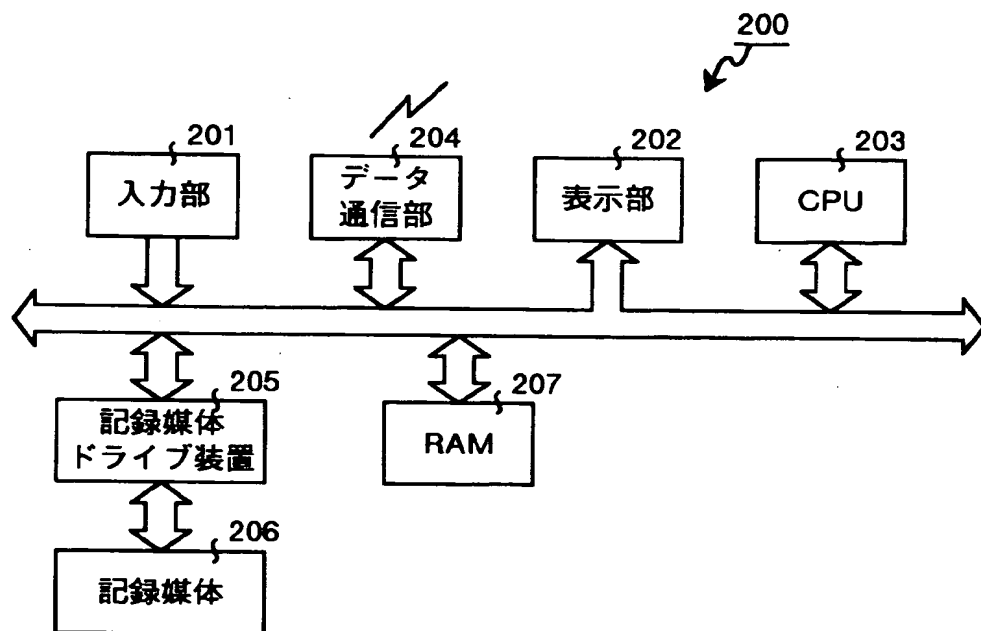 200
201
入力部
204
データ
通信部
202
表示部
203
CPU
205
記録媒体
ドライブ装置
207
RAM
206
記録媒体